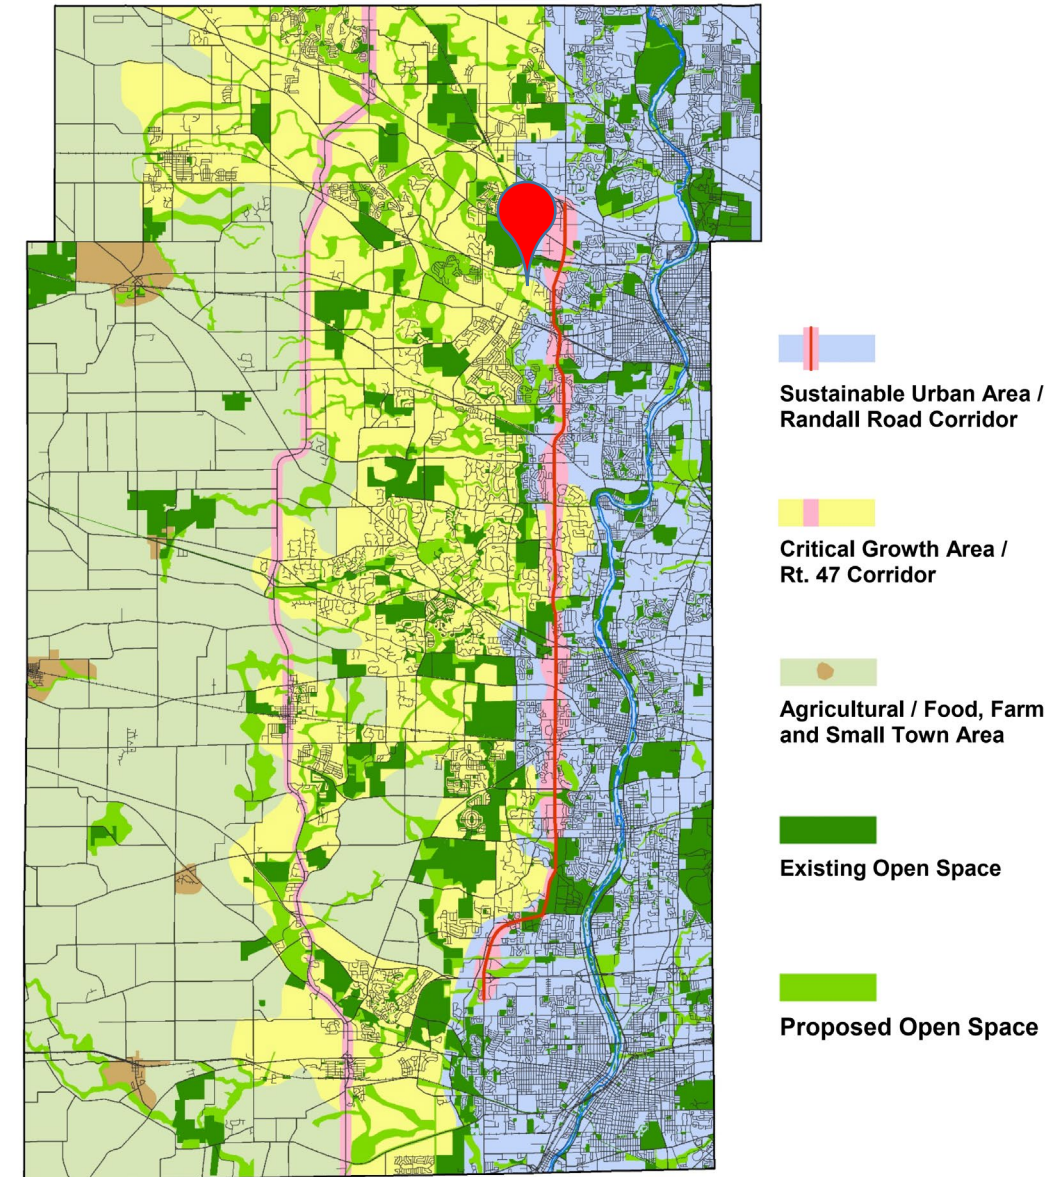 Sustainable Urban Area /
Randall Road Corridor
Critical Growth Area /
Rt. 47 Corridor
Agricultural / Food, Farm
and Small Town Area
Existing Open Space
Proposed Open Space